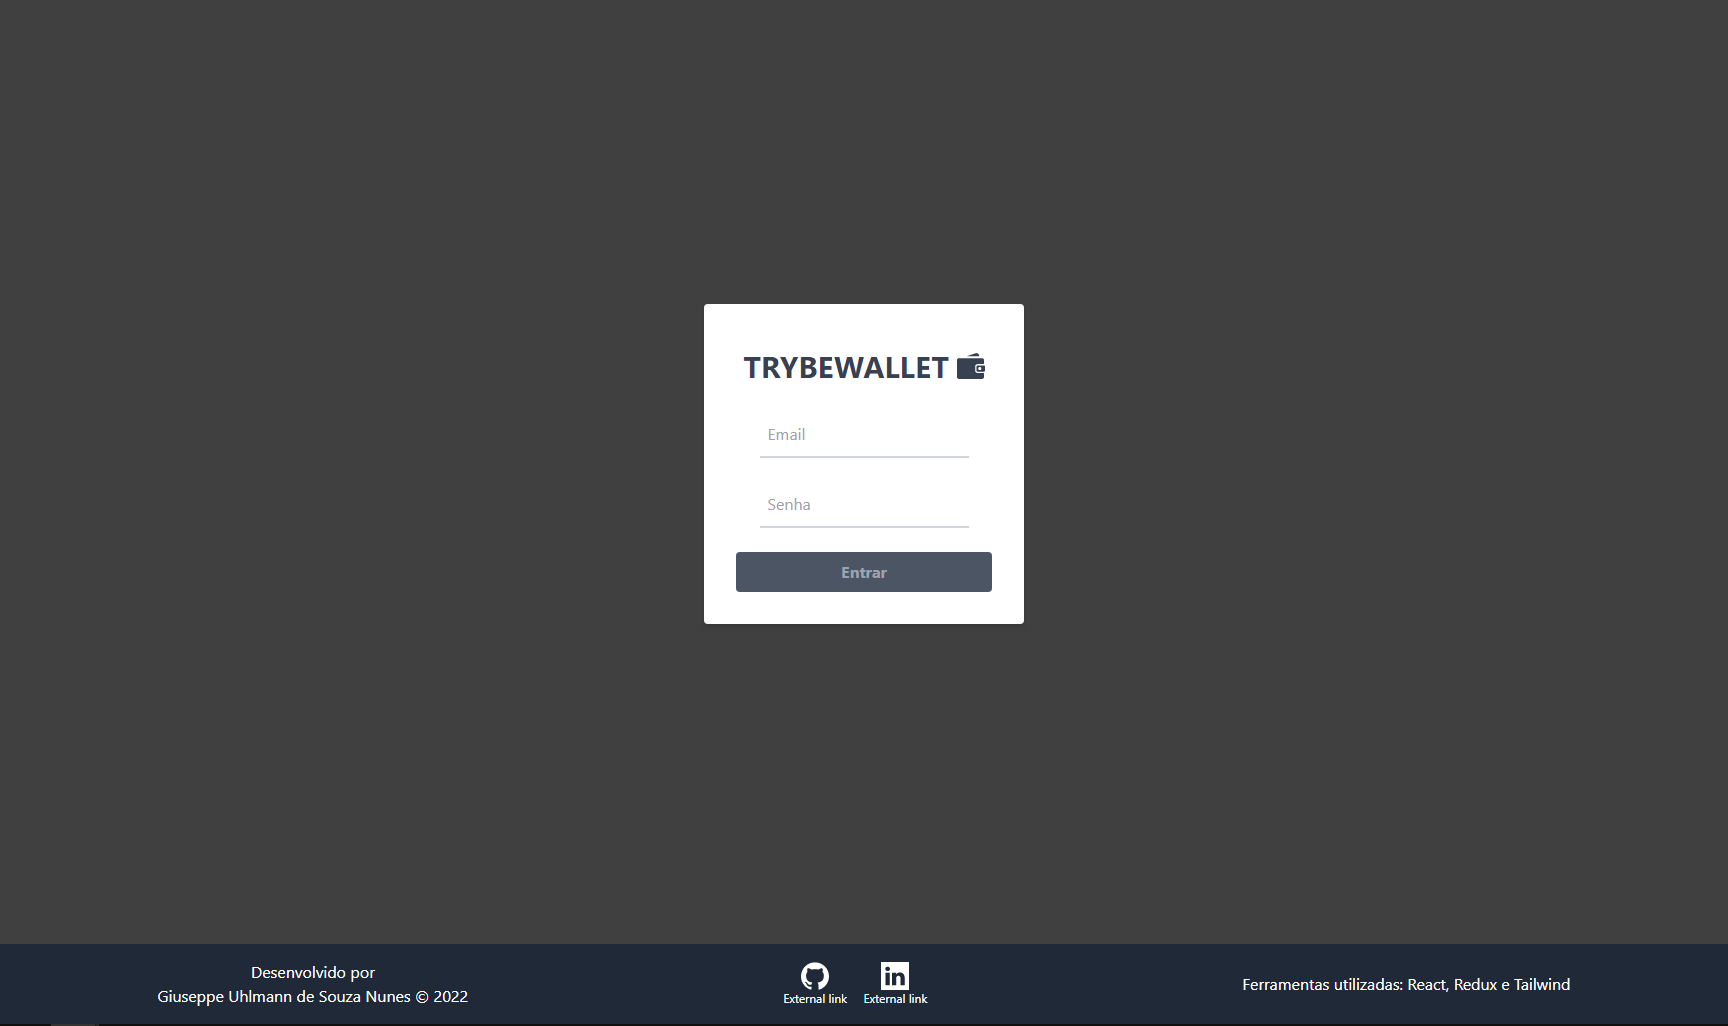 TRYBEWALLET
Email
Senha
Entrar
Desenvolvido por
Giuseppe Uhlmann de Souza Nunes © 2022
External link
External link
Ferramentas utilizadas: React, Redux e Tailwind